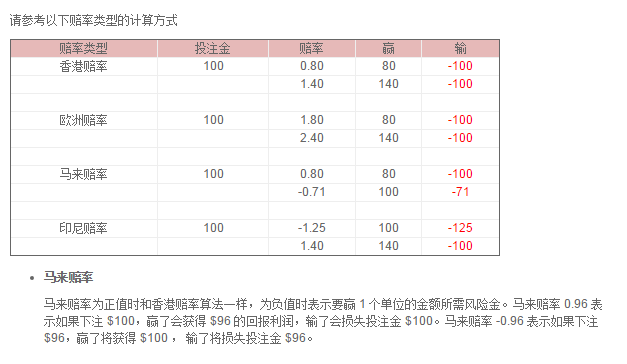 请参考以下赔率类型的计算方式
赔率类型 投注金 赔率 赢 输
香港赔率 100 0.80 80 -100
1.40 140 -100
欧洲赔率 100 1.80 80 -100
2.40 140 -100
马来赔率 100 0.80 80 -100
-0.71 100 -71
印尼赔率 100 -1.25 100 -125
1.40 140 -100
• 马来赔率
马来赔率为正值时和香港赔率算法一样，为负值时表示要赢 1 个单位的金额所需风险金。马来赔率 0.96 表
示如果下注 $100，赢了会获得 $96 的回报利润，输了会损失投注金 $100。马来赔率 -0.96 表示如果下注
$96，赢了将获得 $100 ， 输了将损失投注金 $96。